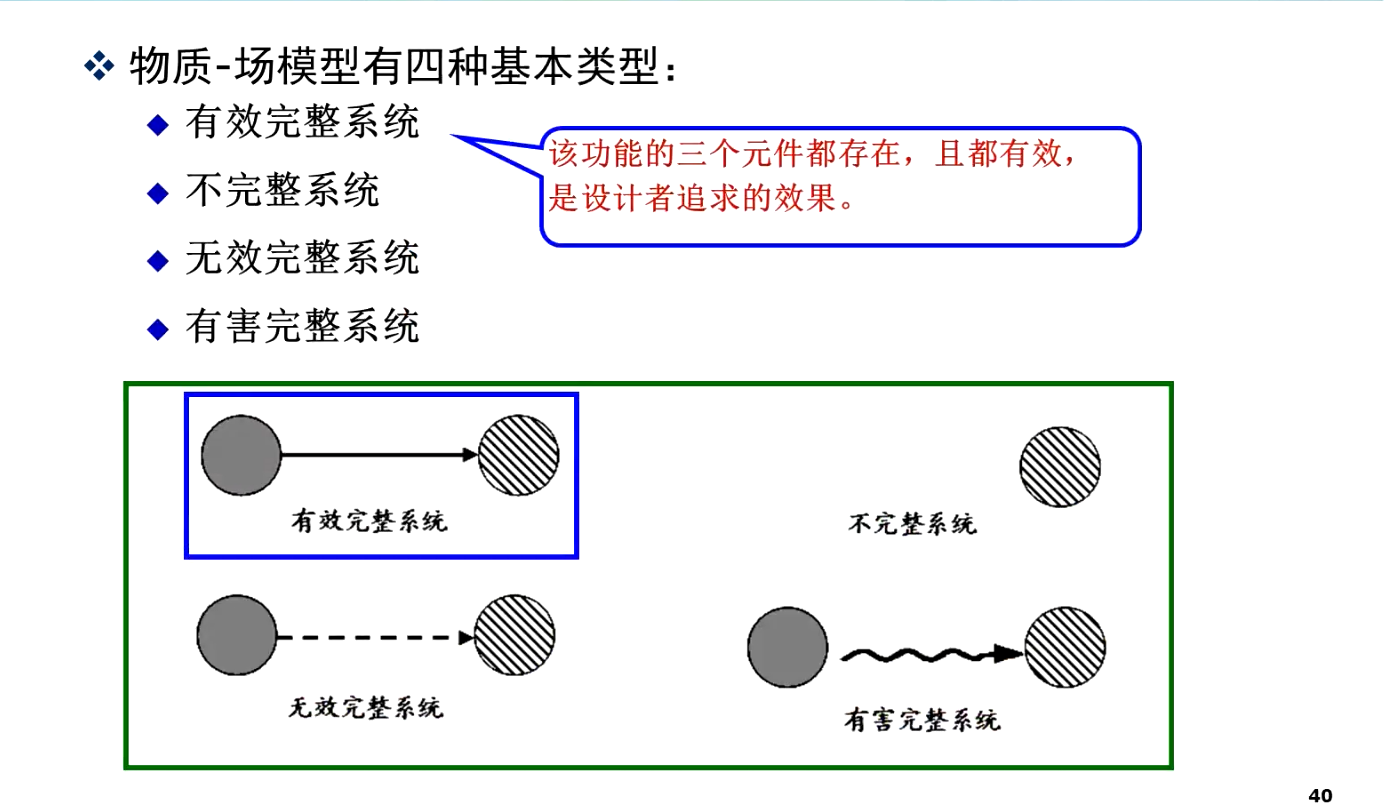 物质-场模型有四种基本类型：
有效完整系统
该功能的三个元件都存在，且都有效，
是设计者追求的效果。
不完整系统
无效完整系统
有害完整系统
有效完整系统
不完整系统
无效完整系统
有害完整系统
40